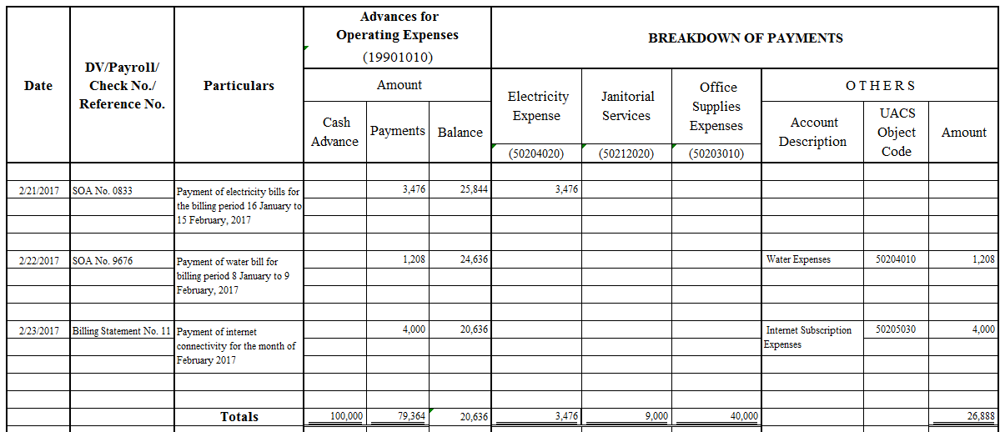 Advances for
Operating Expenses
(19901010)
BREAKDOWN OF PAYMENTS
Date
DV/Payroll/
Check No./
Reference No.
Particulars
Amount
Cash
Advance
Payments
Balance
Electricity
Expense
(50204020)
Janitorial
Services
(50212020)
Office
Supplies
Expenses
(50203010)
O T H E R S
Account
Description
UACS
Object
Code
Amount
2/21/2017 SOA No. 0833 Payment of electricity bills for 3,476 25,844 3,476
the billing period 16 January to
15 February, 2017
2/22/2017 SOA No. 9676 Payment of water bill for 1,208 24,636 Water Expenses 50204010 1,208
billing period 8 January to 9
February, 2017
2/23/2017 Billing Statement No. 11 Payment of internet 4,000 20,636 Internet Subscription 50205030 4,000
connectivity for the month of Expenses
February 2017
Totals 100,000 79,364 20,636 3,476 9,000 40,000 26,888